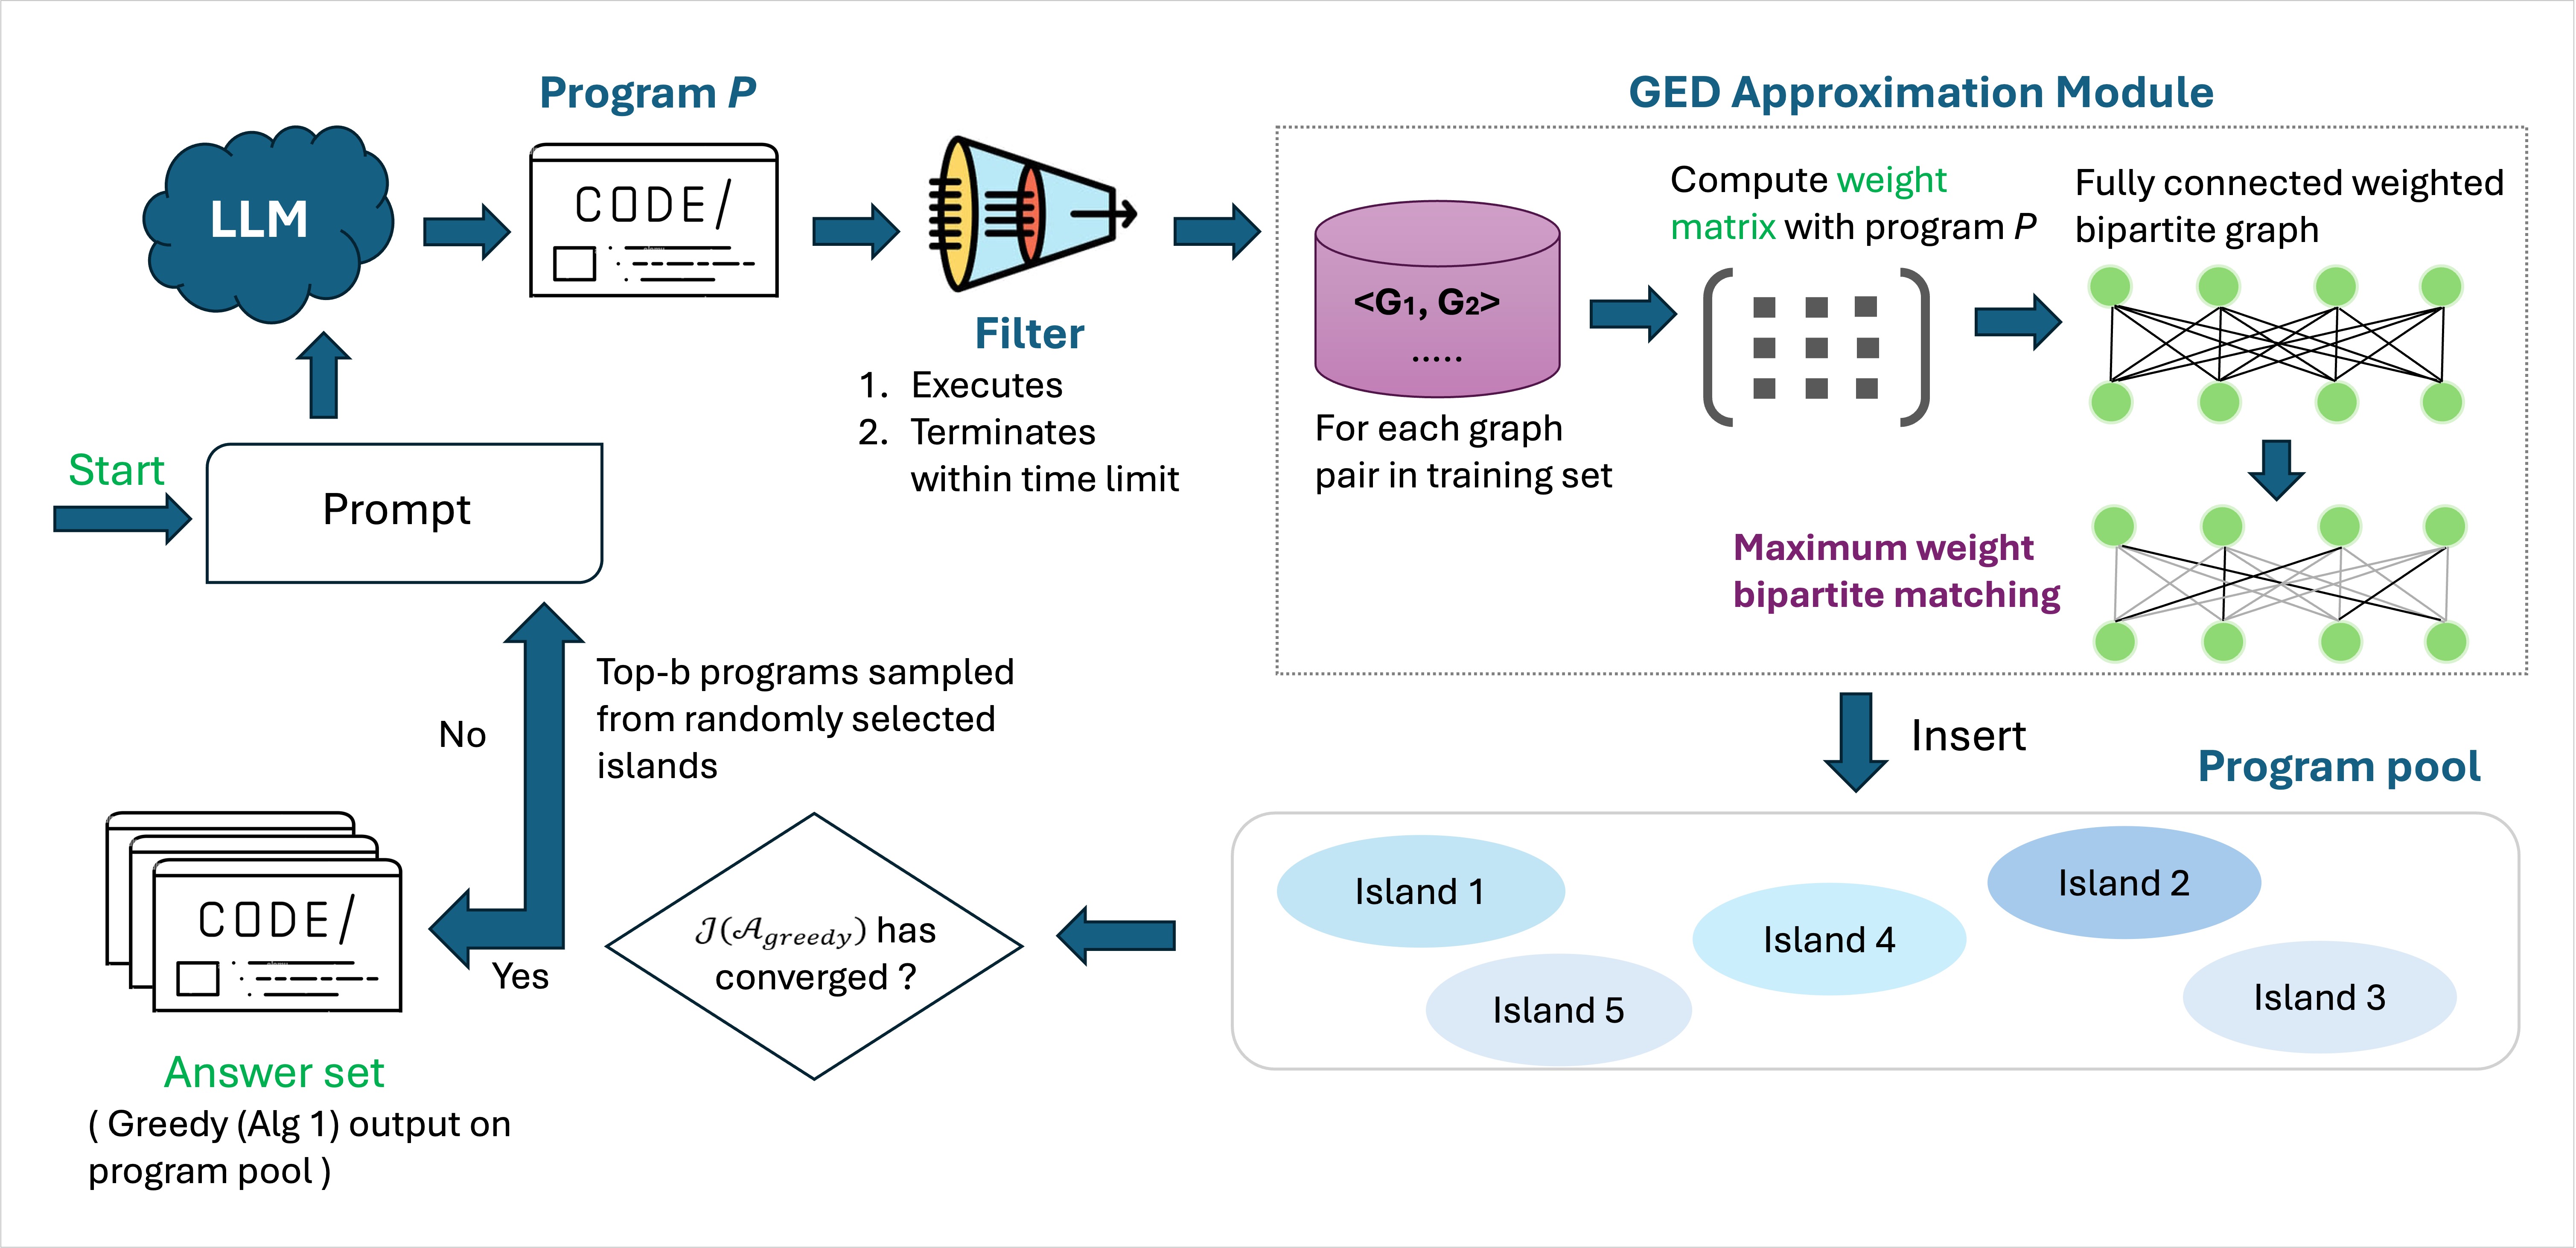 Program P
LLM
CODE/
Filter
1. Executes
2. Terminates
within time limit
Start
Prompt
GED Approximation Module
<G₁, G₂>
.....
For each graph
pair in training set
Compute weight
matrix with program P
Fully connected weighted
bipartite graph
Maximum weight
bipartite matching
Insert
Program pool
Island 1
Island 2
Island 4
Island 3
Island 5
𝒥(𝒜greedy) has
converged ?
No
Top-b programs sampled
from randomly selected
islands
Yes
CODE/
Answer set
( Greedy (Alg 1) output on
program pool )